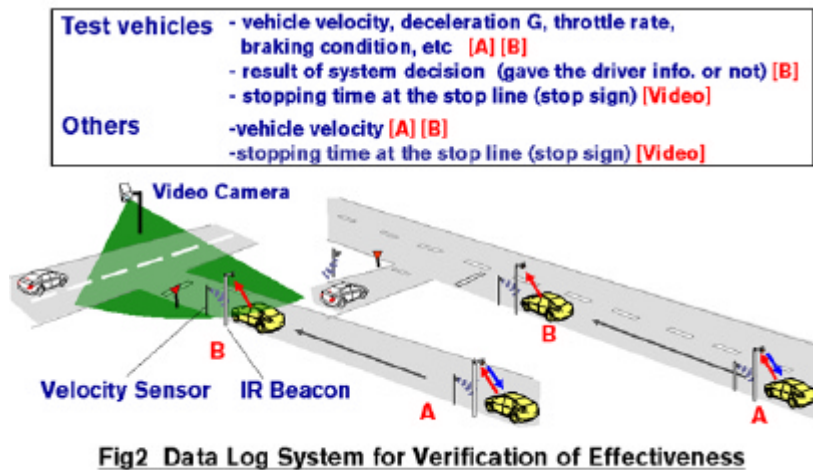 Test vehicles - vehicle velocity, deceleration G, throttle rate,
braking condition, etc [A] [B]
- result of system decision (gave the driver info. or not) [B]
- stopping time at the stop line (stop sign) [Video]
Others -vehicle velocity [A] [B]
-stopping time at the stop line (stop sign) [Video]
Video Camera
B
B
Velocity Sensor
IR Beacon
A
A
Fig2 Data Log System for Verification of Effectiveness